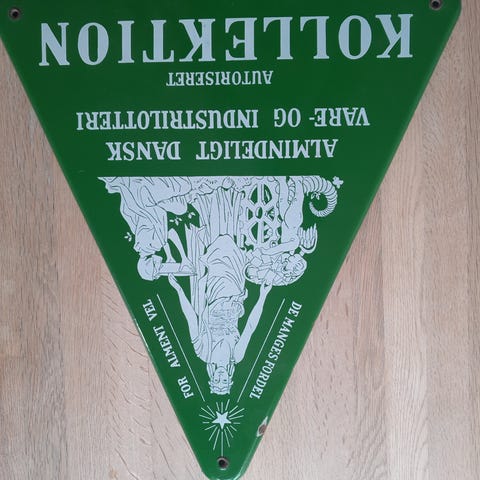 DE MANGES FORDEL
FOR ALMENT VEL
ALMINDELIGT DANSK
VARE- OG INDUSTRILOTTERI
AUTORISERET
KOLLEKTION